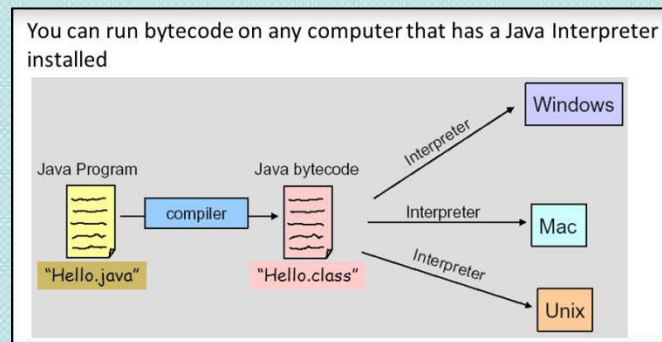 You can run bytecode on any computer that has a Java Interpreter
installed
Java Program
Java bytecode
compiler
"Hello.java"
"Hello.class"
Interpreter
Windows
Interpreter
Mac
Interpreter
Unix